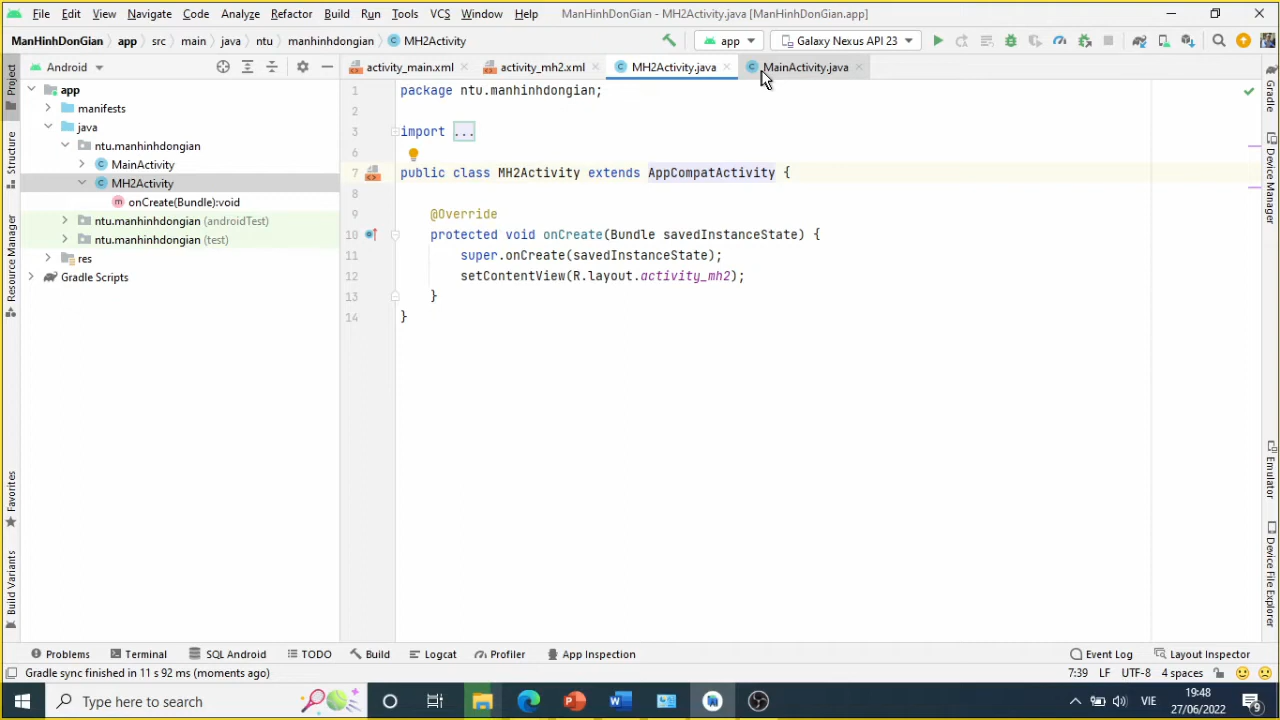 File Edit View Navigate Code Analyze Refactor Build Run Tools VCS Window Help ManHinhDonGian - MH2Activity.java [ManHinhDonGian.app]
ManHinhDonGian app src main java ntu manhinhdongian MH2Activity app Galaxy Nexus API 23
Android activity_main.xml activity_mh2.xml MH2Activity.java MainActivity.java
Project
Structure
Resource Manager
Favorites
Build Variants
app
manifests
java
ntu.manhinhdongian
MainActivity
MH2Activity
onCreate(Bundle):void
ntu.manhinhdongian (androidTest)
ntu.manhinhdongian (test)
res
Gradle Scripts
1 package ntu.manhinhdongian;
2
3 import ...
6
7 public class MH2Activity extends AppCompatActivity {
8
9 @Override
10 protected void onCreate(Bundle savedInstanceState) {
11 super.onCreate(savedInstanceState);
12 setContentView(R.layout.activity_mh2);
13 }
14 }
Gradle
Device Manager
Emulator
Device File Explorer
Problems Terminal SQL Android TODO Build Logcat Profiler App Inspection Event Log Layout Inspector
Gradle sync finished in 11 s 92 ms (moments ago) 7:39 LF UTF-8 4 spaces
Type here to search VIE 19:48
27/06/2022 9